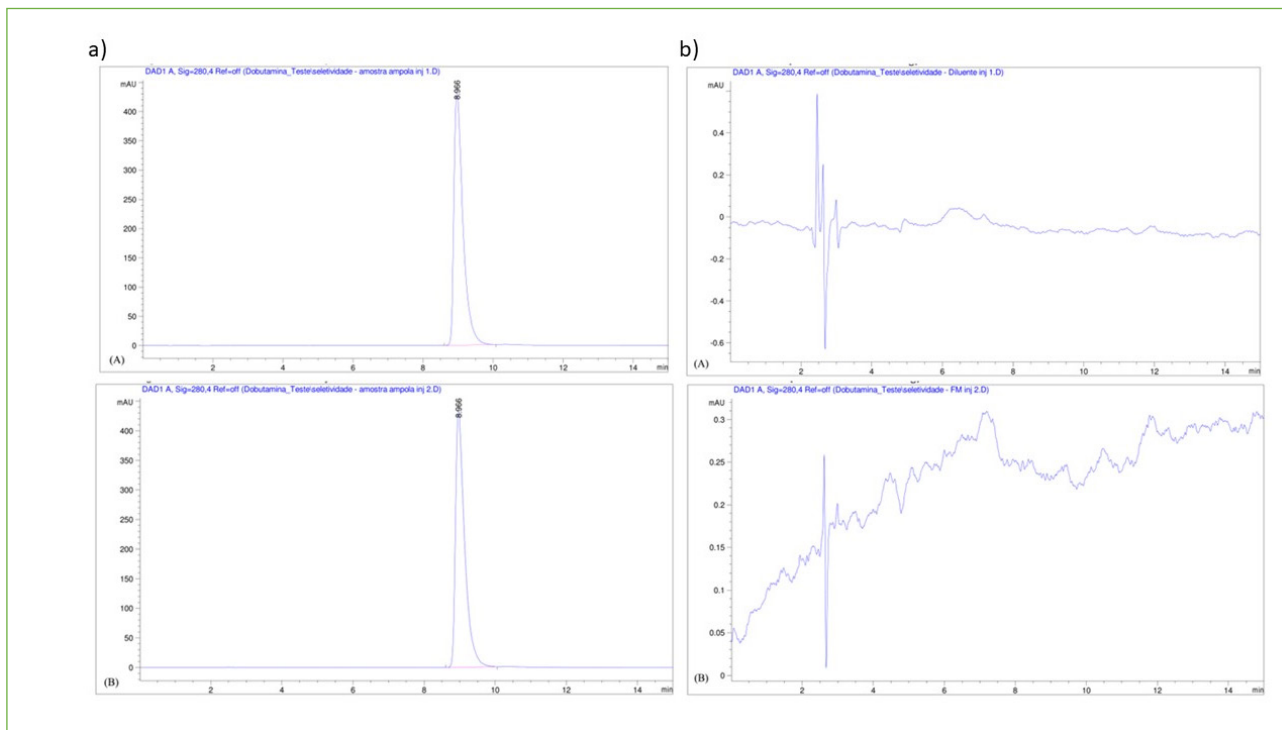 a)
DAD1 A, Sig=280,4 Ref=off (Dobutamina_Teste\seletividade - amostra ampola inj 1.D)
mAU
8.966
400
350
300
250
200
150
100
50
0
2 4 6 8 10 12 14 min
(A)
DAD1 A, Sig=280,4 Ref=off (Dobutamina_Teste\seletividade - amostra ampola inj 2.D)
mAU
8.966
400
350
300
250
200
150
100
50
0
2 4 6 8 10 12 14 min
(B)
b)
DAD1 A, Sig=280,4 Ref=off (Dobutamina_Teste\seletividade - Diluente inj 1.D)
mAU
0.4
0.2
0
-0.2
-0.4
-0.6
2 4 6 8 10 12 14 min
(A)
DAD1 A, Sig=280,4 Ref=off (Dobutamina_Teste\seletividade - FM inj 2.D)
mAU
0.3
0.25
0.2
0.15
0.1
0.05
0
2 4 6 8 10 12 14 min
(B)